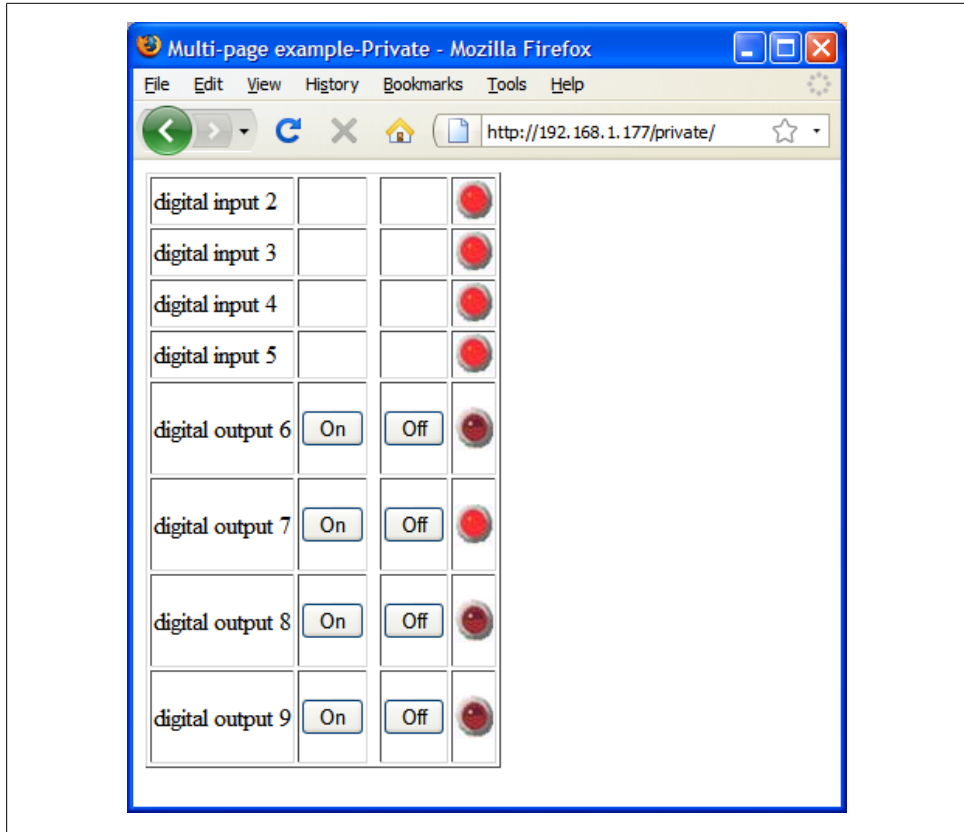 Multi-page example-Private - Mozilla Firefox
File Edit View History Bookmarks Tools Help
http://192.168.1.177/private/
digital input 2
digital input 3
digital input 4
digital input 5
digital output 6 On Off
digital output 7 On Off
digital output 8 On Off
digital output 9 On Off